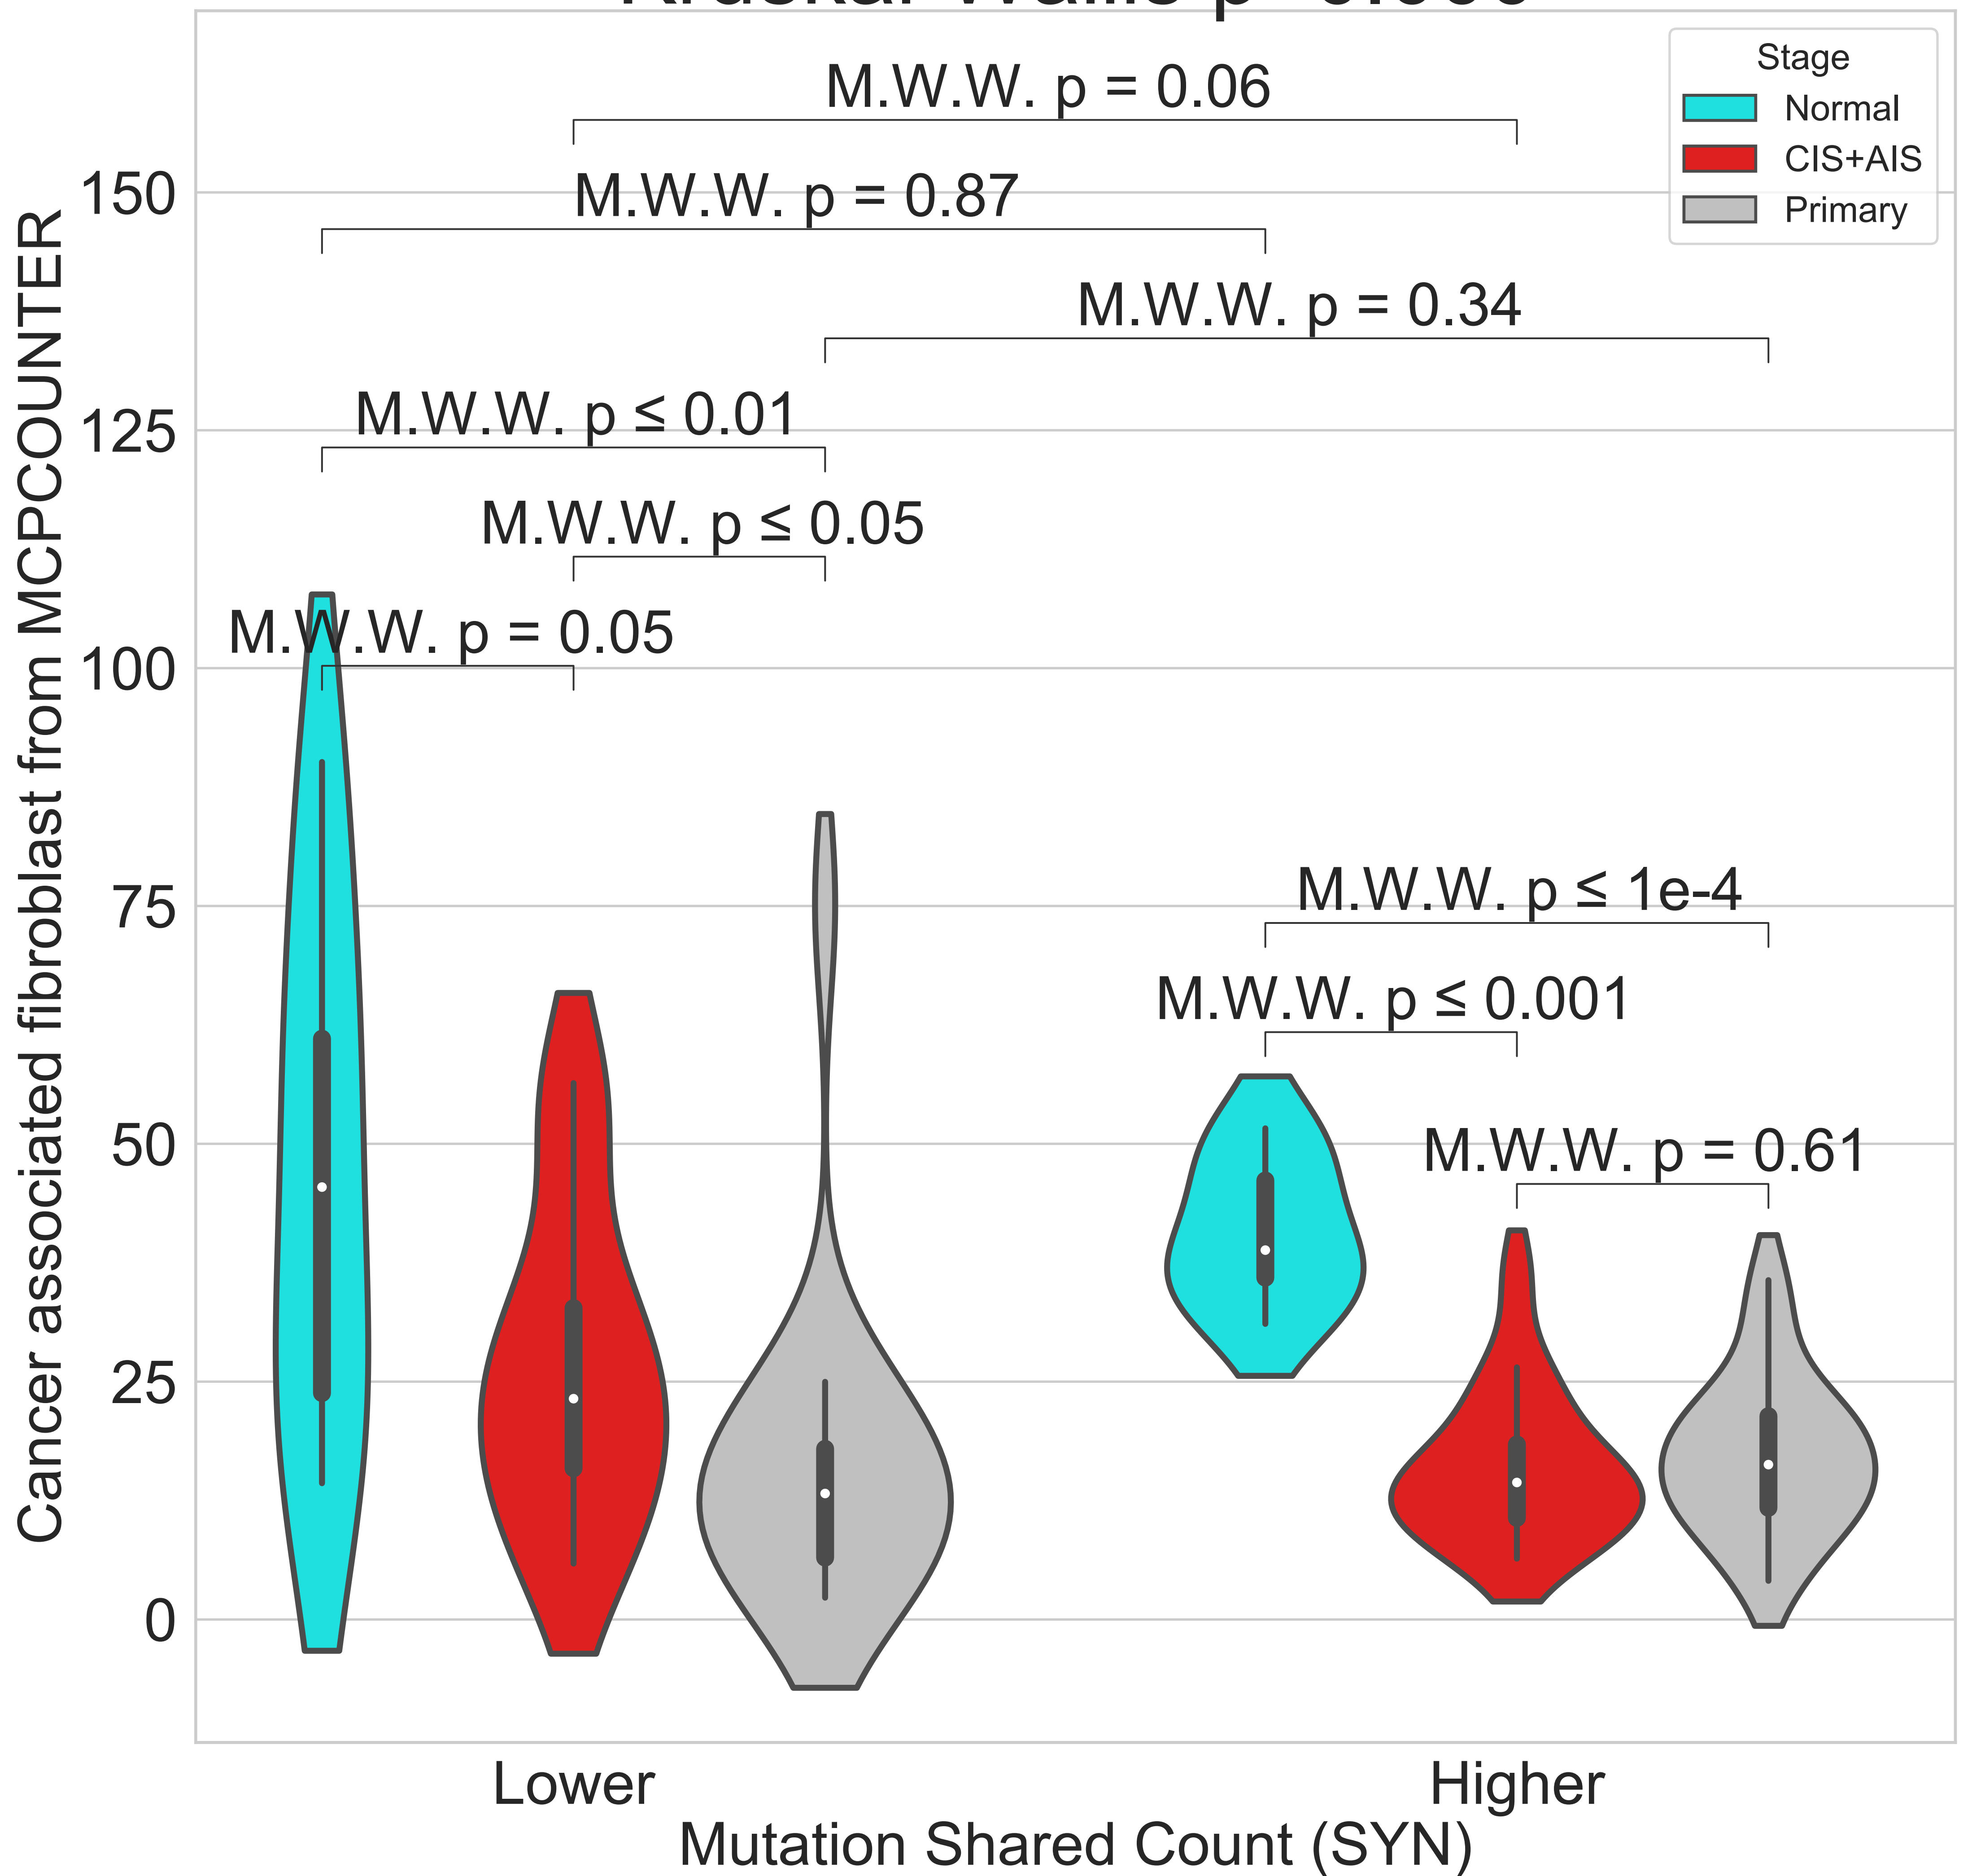 Stage
Normal
CIS+AIS
Primary
M.W.W. p = 0.06
M.W.W. p = 0.87
M.W.W. p = 0.34
M.W.W. p ≤ 0.01
M.W.W. p ≤ 0.05
M.W.W. p = 0.05
M.W.W. p ≤ 1e-4
M.W.W. p ≤ 0.001
M.W.W. p = 0.61
150
125
100
75
50
25
0
Cancer associated fibroblast from MCPCOUNTER
Lower
Higher
Mutation Shared Count (SYN)